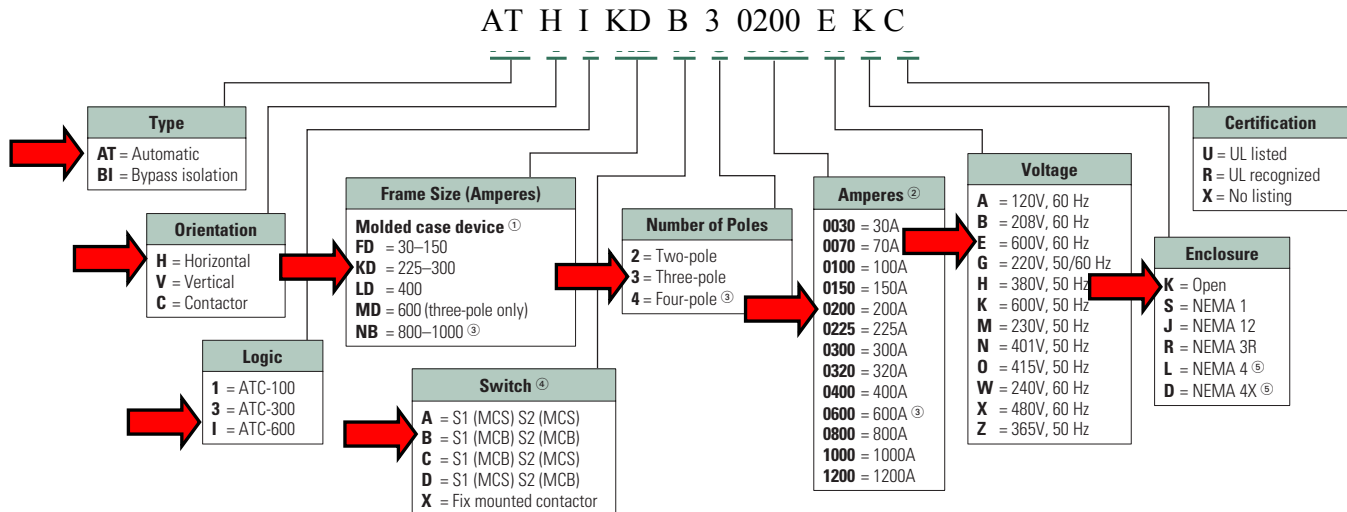 AT H I KD B 3 0200 E K C
Type
AT = Automatic
BI = Bypass isolation
Orientation
H = Horizontal
V = Vertical
C = Contactor
Logic
1 = ATC-100
3 = ATC-300
I = ATC-600
Frame Size (Amperes)
Molded case device ①
FD = 30–150
KD = 225–300
LD = 400
MD = 600 (three-pole only)
NB = 800–1000 ③
Switch ④
A = S1 (MCS) S2 (MCS)
B = S1 (MCB) S2 (MCB)
C = S1 (MCB) S2 (MCS)
D = S1 (MCS) S2 (MCB)
X = Fix mounted contactor
Number of Poles
2 = Two-pole
3 = Three-pole
4 = Four-pole ③
Amperes ②
0030 = 30A
0070 = 70A
0100 = 100A
0150 = 150A
0200 = 200A
0225 = 225A
0300 = 300A
0320 = 320A
0400 = 400A
0600 = 600A ③
0800 = 800A
1000 = 1000A
1200 = 1200A
Voltage
A = 120V, 60 Hz
B = 208V, 60 Hz
E = 600V, 60 Hz
G = 220V, 50/60 Hz
H = 380V, 50 Hz
K = 600V, 50 Hz
M = 230V, 50 Hz
N = 401V, 50 Hz
O = 415V, 50 Hz
W = 240V, 60 Hz
X = 480V, 60 Hz
Z = 365V, 50 Hz
Enclosure
K = Open
S = NEMA 1
J = NEMA 12
R = NEMA 3R
L = NEMA 4 ⑤
D = NEMA 4X ⑤
Certification
U = UL listed
R = UL recognized
X = No listing